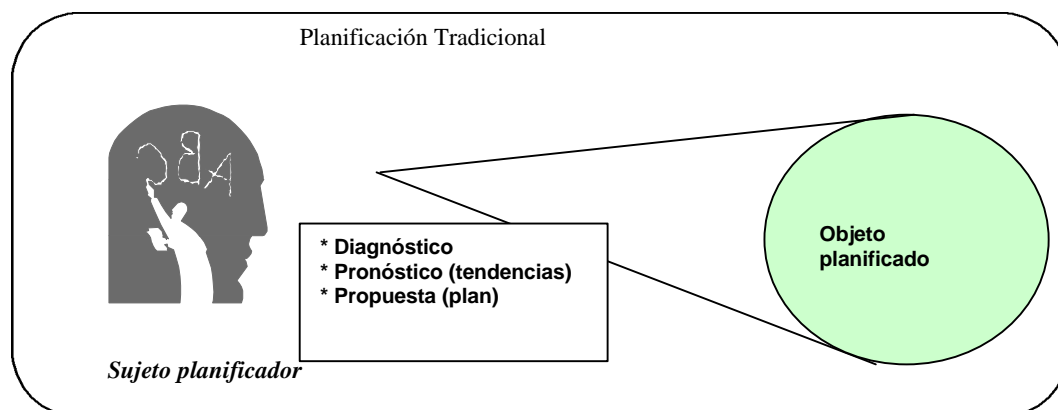 Planificación Tradicional
* Diagnóstico
* Pronóstico (tendencias)
* Propuesta (plan)
Objeto
planificado
Sujeto planificador